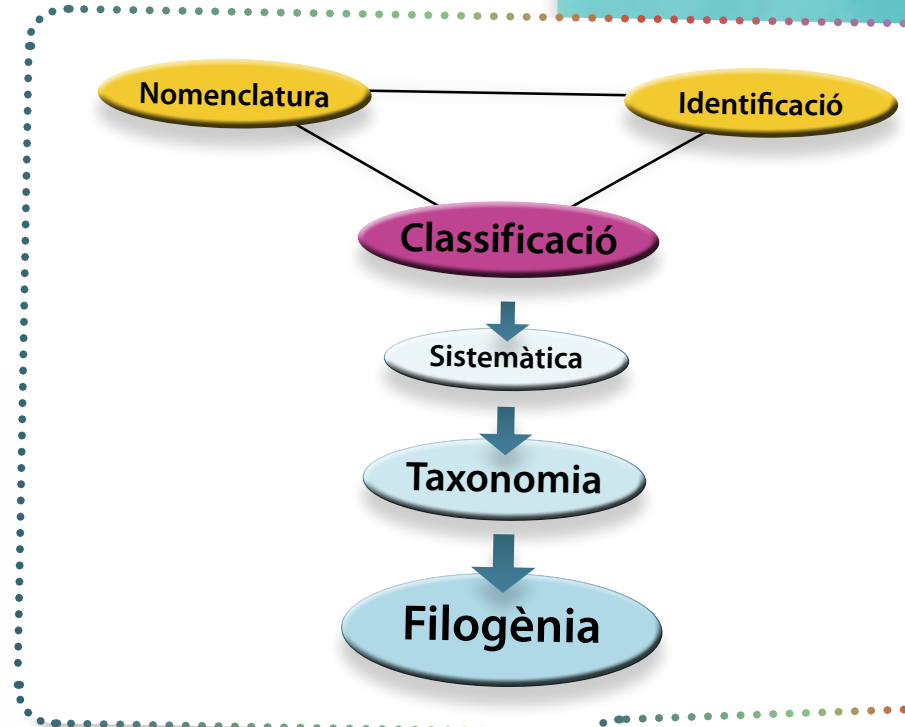 Nomenclatura
Identificació
Classificació
Sistemàtica
Taxonomia
Filogènia